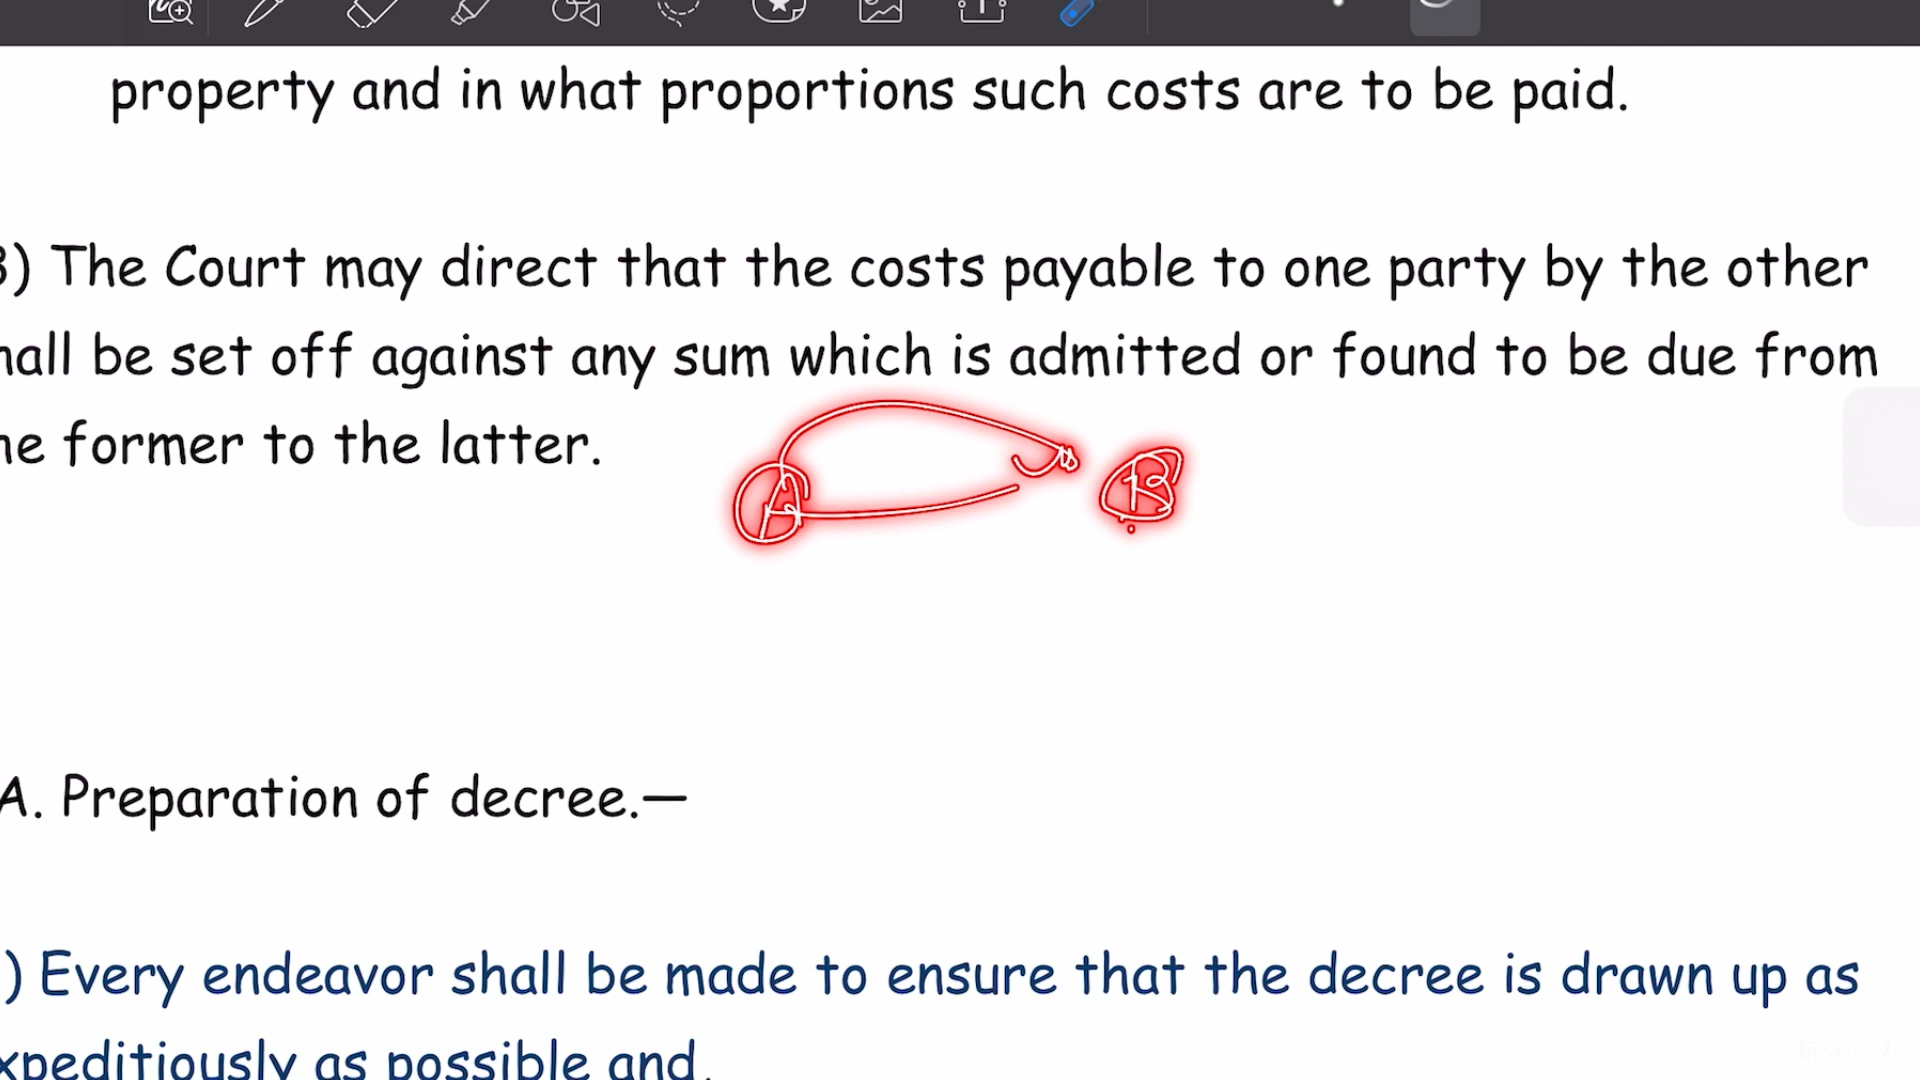 property and in what proportions such costs are to be paid.
3) The Court may direct that the costs payable to one party by the other
hall be set off against any sum which is admitted or found to be due from
he former to the latter.
A B
A. Preparation of decree.—
) Every endeavor shall be made to ensure that the decree is drawn up as
xpeditiously as possible and